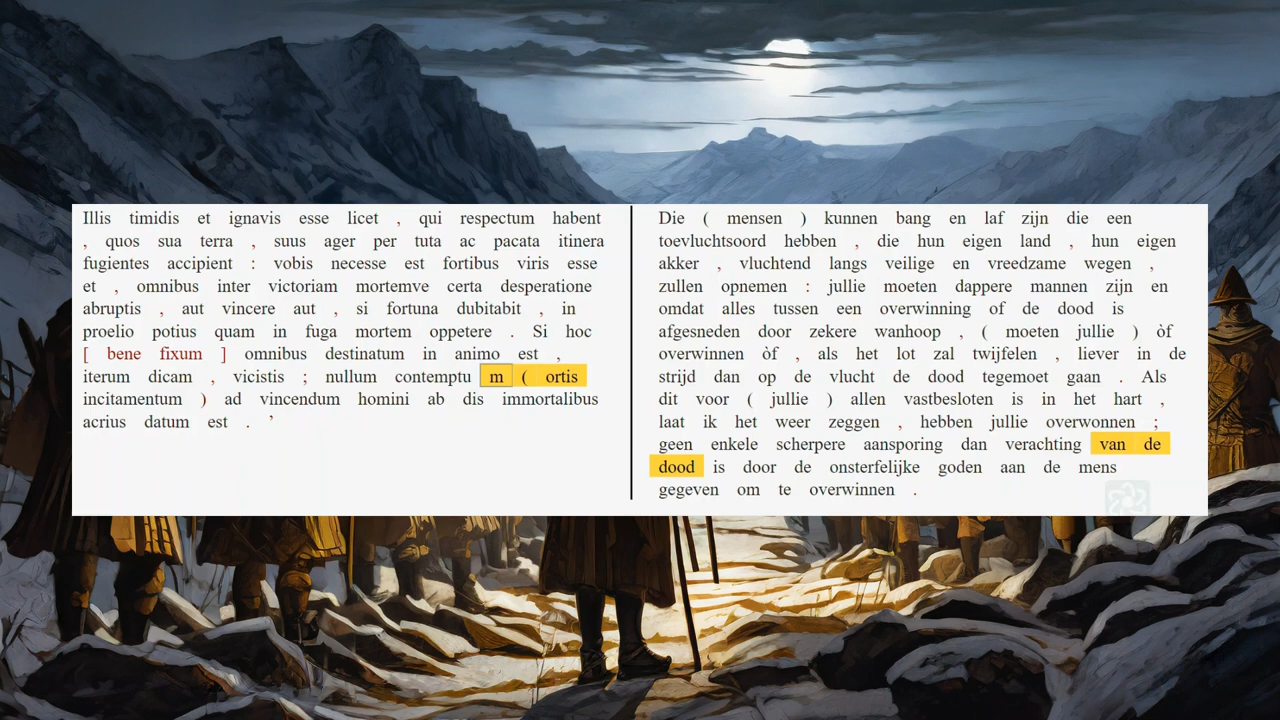 Illis timidis et ignavis esse licet , qui respectum habent
, quos sua terra , suus ager per tuta ac pacata itinera
fugientes accipient : vobis necesse est fortibus viris esse
et , omnibus inter victoriam mortemve certa desperatione
abruptis , aut vincere aut , si fortuna dubitabit , in
proelio potius quam in fuga mortem oppetere . Si hoc
[ bene fixum ] omnibus destinatum in animo est ,
iterum dicam , vicistis ; nullum contemptu m ( ortis
incitamentum ) ad vincendum homini ab dis immortalibus
acrius datum est . ’
Die ( mensen ) kunnen bang en laf zijn die een
toevluchtsoord hebben , die hun eigen land , hun eigen
akker , vluchtend langs veilige en vreedzame wegen ,
zullen opnemen : jullie moeten dappere mannen zijn en
omdat alles tussen een overwinning of de dood is
afgesneden door zekere wanhoop , ( moeten jullie ) òf
overwinnen òf , als het lot zal twijfelen , liever in de
strijd dan op de vlucht de dood tegemoet gaan . Als
dit voor ( jullie ) allen vastbesloten is in het hart ,
laat ik het weer zeggen , hebben jullie overwonnen ;
geen enkele scherpere aansporing dan verachting van de
dood is door de onsterfelijke goden aan de mens
gegeven om te overwinnen .